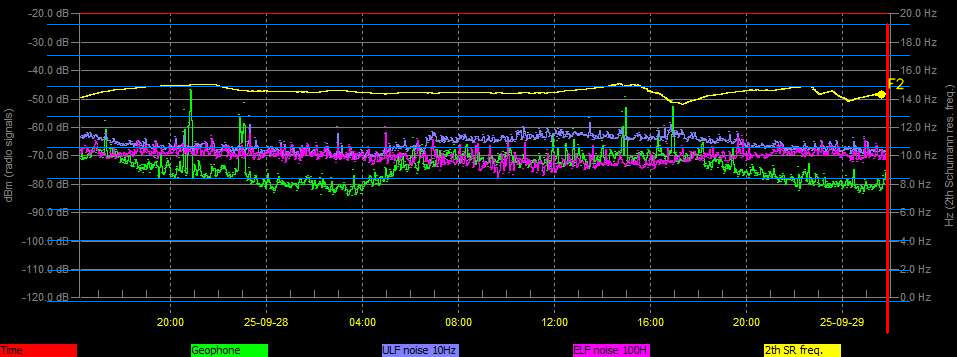 -20.0 dB 20.0 Hz
-30.0 dB 18.0 Hz
-40.0 dB 16.0 Hz
-50.0 dB 14.0 Hz
F2
-60.0 dB 12.0 Hz
-70.0 dB 10.0 Hz
-80.0 dB 8.0 Hz
-90.0 dB 6.0 Hz
-100.0 dB 4.0 Hz
-110.0 dB 2.0 Hz
-120.0 dB 0.0 Hz
dBm (radio signals)
Hz (2th Schumann res. freq.)
20:00 25-09-28 04:00 08:00 12:00 16:00 20:00 25-09-29
Time Geophone ULF noise 10Hz ELF noise 100H 2th SR freq.